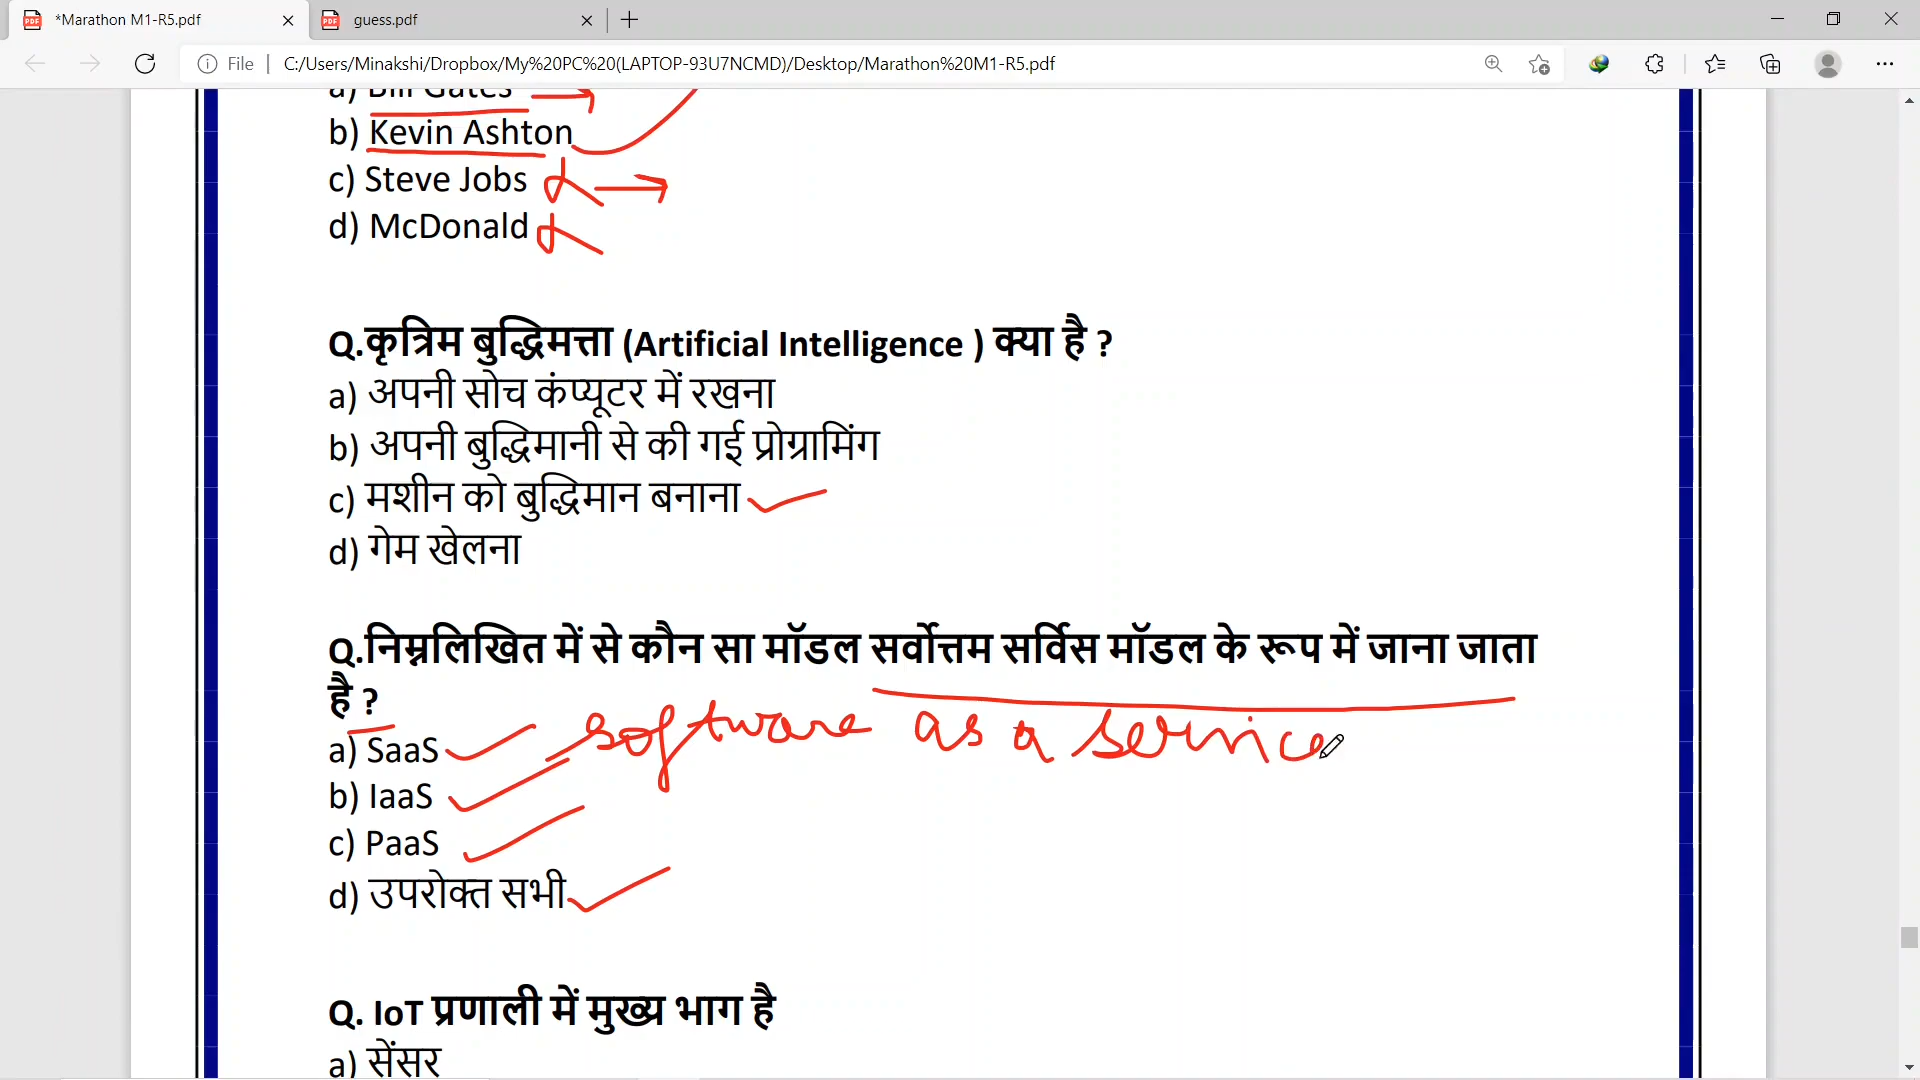 *Marathon M1-R5.pdf
guess.pdf
File
C:/Users/Minakshi/Dropbox/My%20PC%20(LAPTOP-93U7NCMD)/Desktop/Marathon%20M1-R5.pdf
a) Bill Gates
b) Kevin Ashton
c) Steve Jobs
d) McDonald
Q.कृत्रिम बुद्धिमत्ता (Artificial Intelligence ) क्या है ?
a) अपनी सोच कंप्यूटर में रखना
b) अपनी बुद्धिमानी से की गई प्रोग्रामिंग
c) मशीन को बुद्धिमान बनाना
d) गेम खेलना
Q.निम्नलिखित में से कौन सा मॉडल सर्वोत्तम सर्विस मॉडल के रूप में जाना जाता
है ?
software as a service
a) SaaS
b) IaaS
c) PaaS
d) उपरोक्त सभी
Q. IoT प्रणाली में मुख्य भाग है
a) सेंसर